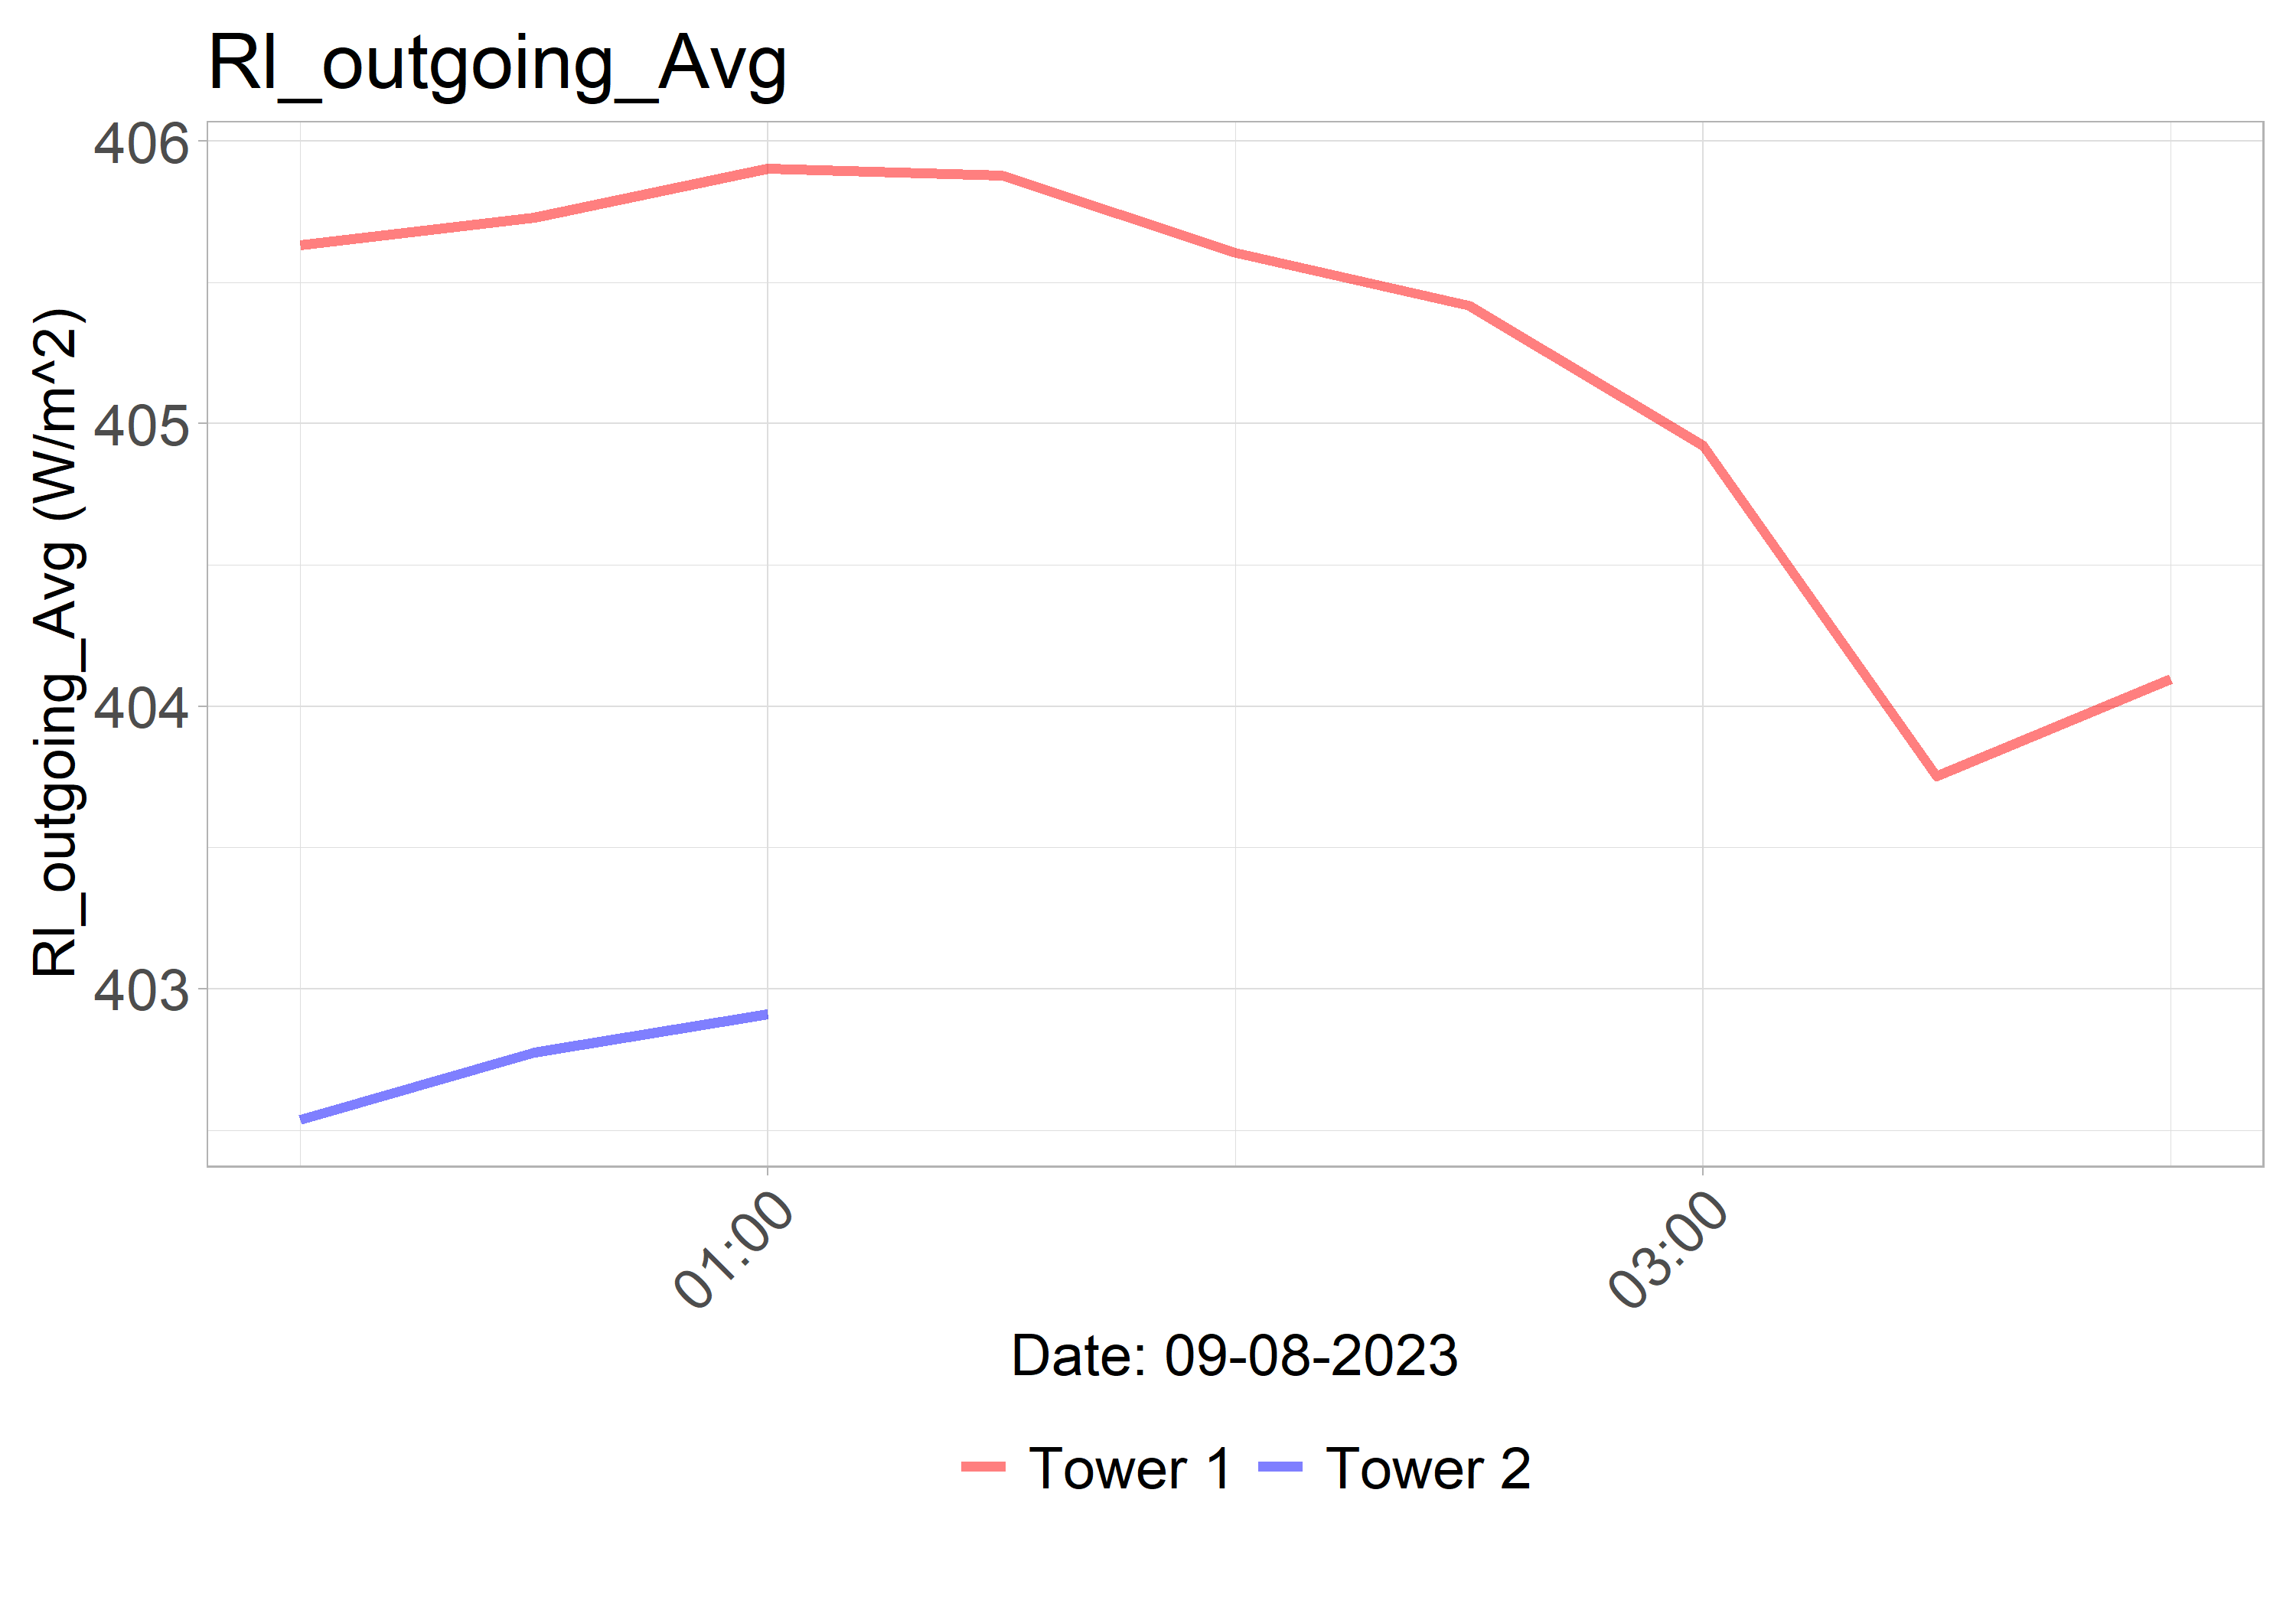 Rl_outgoing_Avg
Rl_outgoing_Avg (W/m^2)
406
405
404
403
01:00
03:00
Date: 09-08-2023
Tower 1
Tower 2